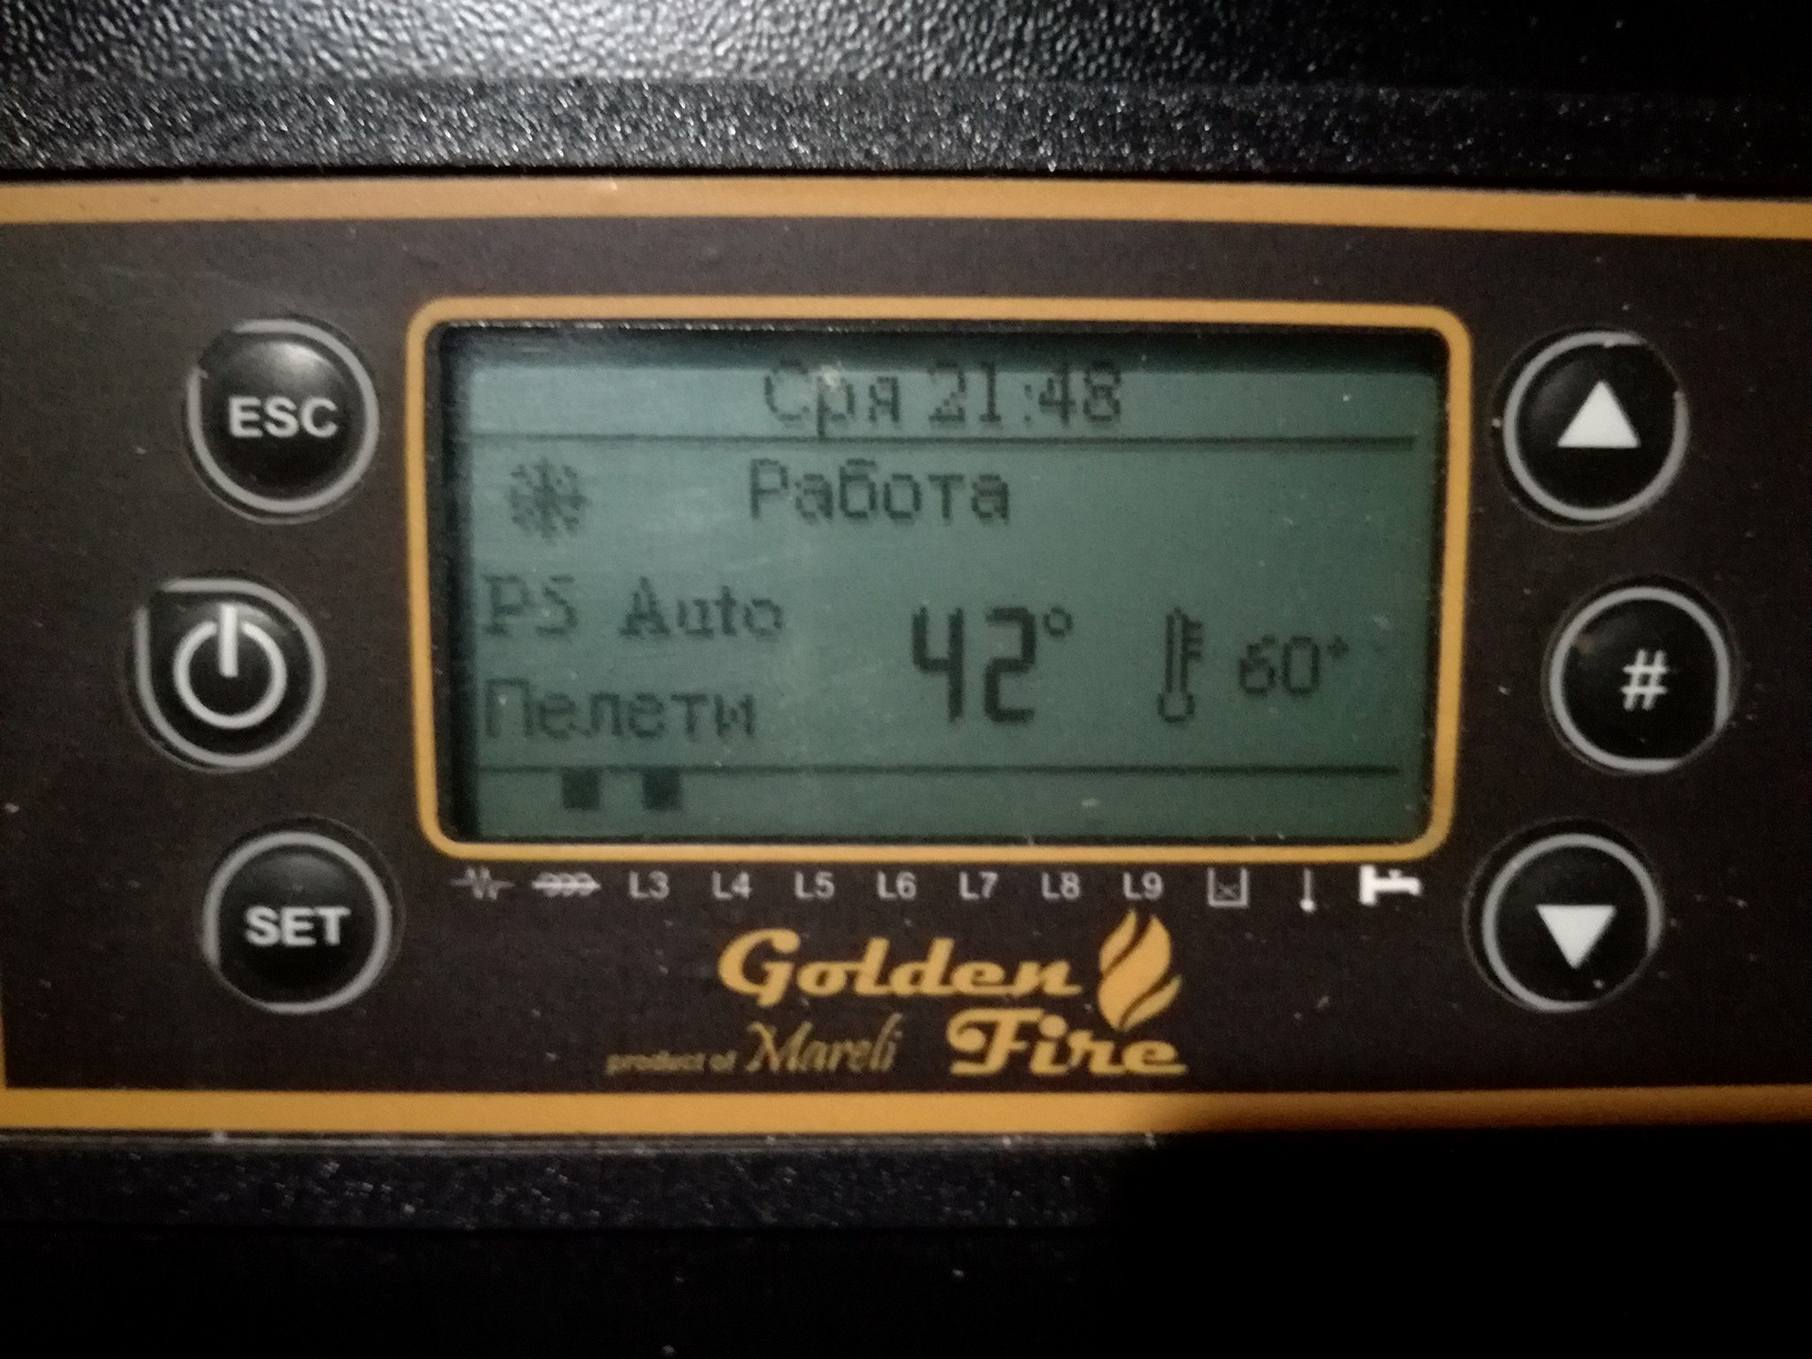 Сря 21:48
Работа
P5 Auto
Пелети
42° 60°
ESC
SET
#
L3 L4 L5 L6 L7 L8 L9
Golden
Fire
product of Mareli